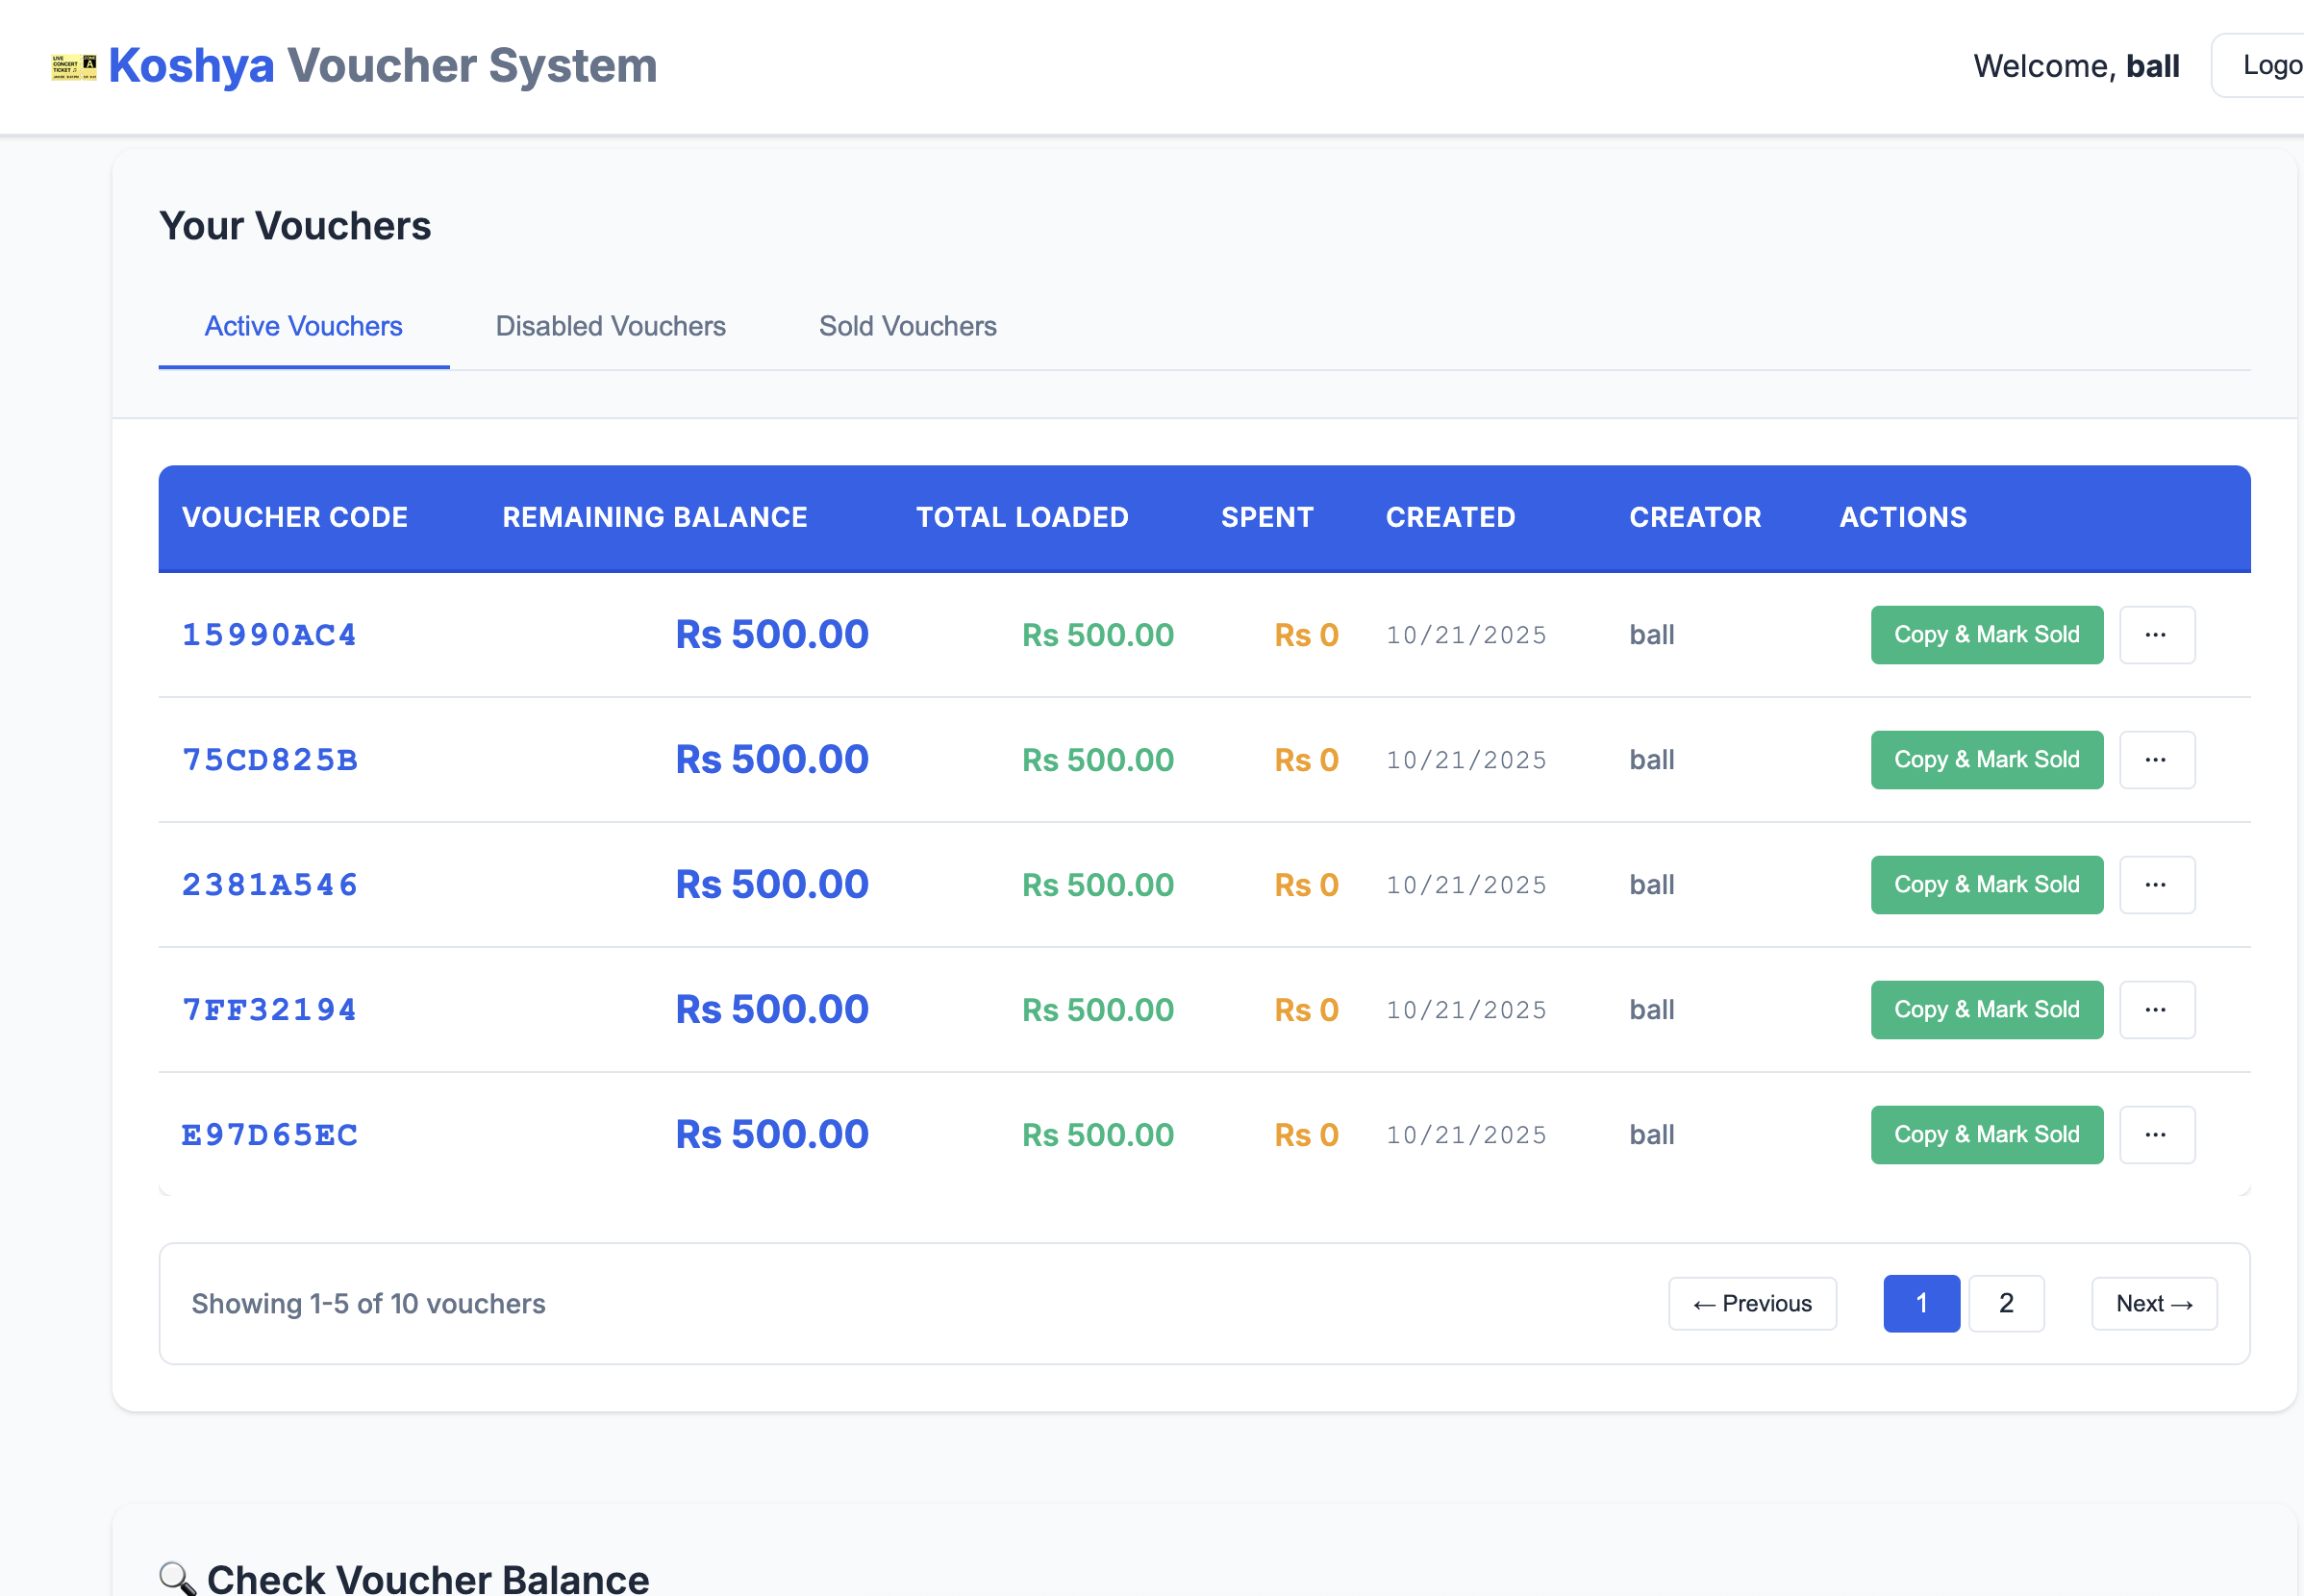 LIVE
CONCERT
TICKET
A
Koshya Voucher System
Welcome, ball
Logo
Your Vouchers
Active Vouchers Disabled Vouchers Sold Vouchers
VOUCHER CODE REMAINING BALANCE TOTAL LOADED SPENT CREATED CREATOR ACTIONS
15990AC4 Rs 500.00 Rs 500.00 Rs 0 10/21/2025 ball Copy & Mark Sold ...
75CD825B Rs 500.00 Rs 500.00 Rs 0 10/21/2025 ball Copy & Mark Sold ...
2381A546 Rs 500.00 Rs 500.00 Rs 0 10/21/2025 ball Copy & Mark Sold ...
7FF32194 Rs 500.00 Rs 500.00 Rs 0 10/21/2025 ball Copy & Mark Sold ...
E97D65EC Rs 500.00 Rs 500.00 Rs 0 10/21/2025 ball Copy & Mark Sold ...
Showing 1-5 of 10 vouchers ← Previous 1 2 Next →
Check Voucher Balance